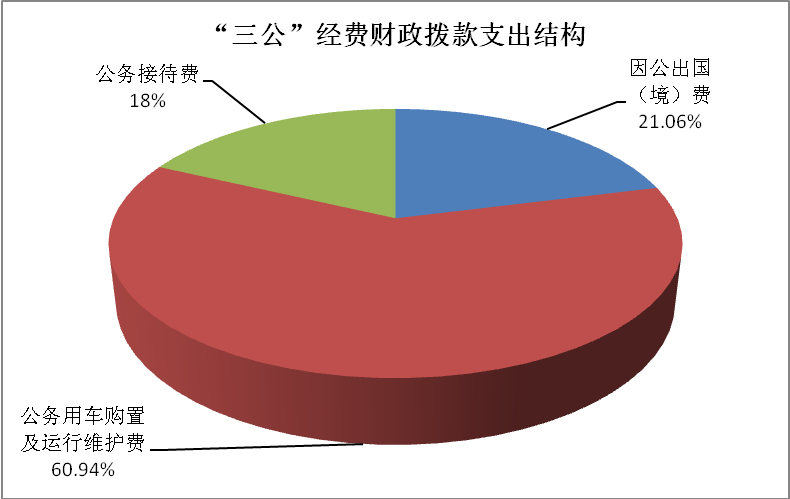 “三公”经费财政拨款支出结构
公务接待费
18%
因公出国
（境）费
21.06%
公务用车购置
及运行维护费
60.94%